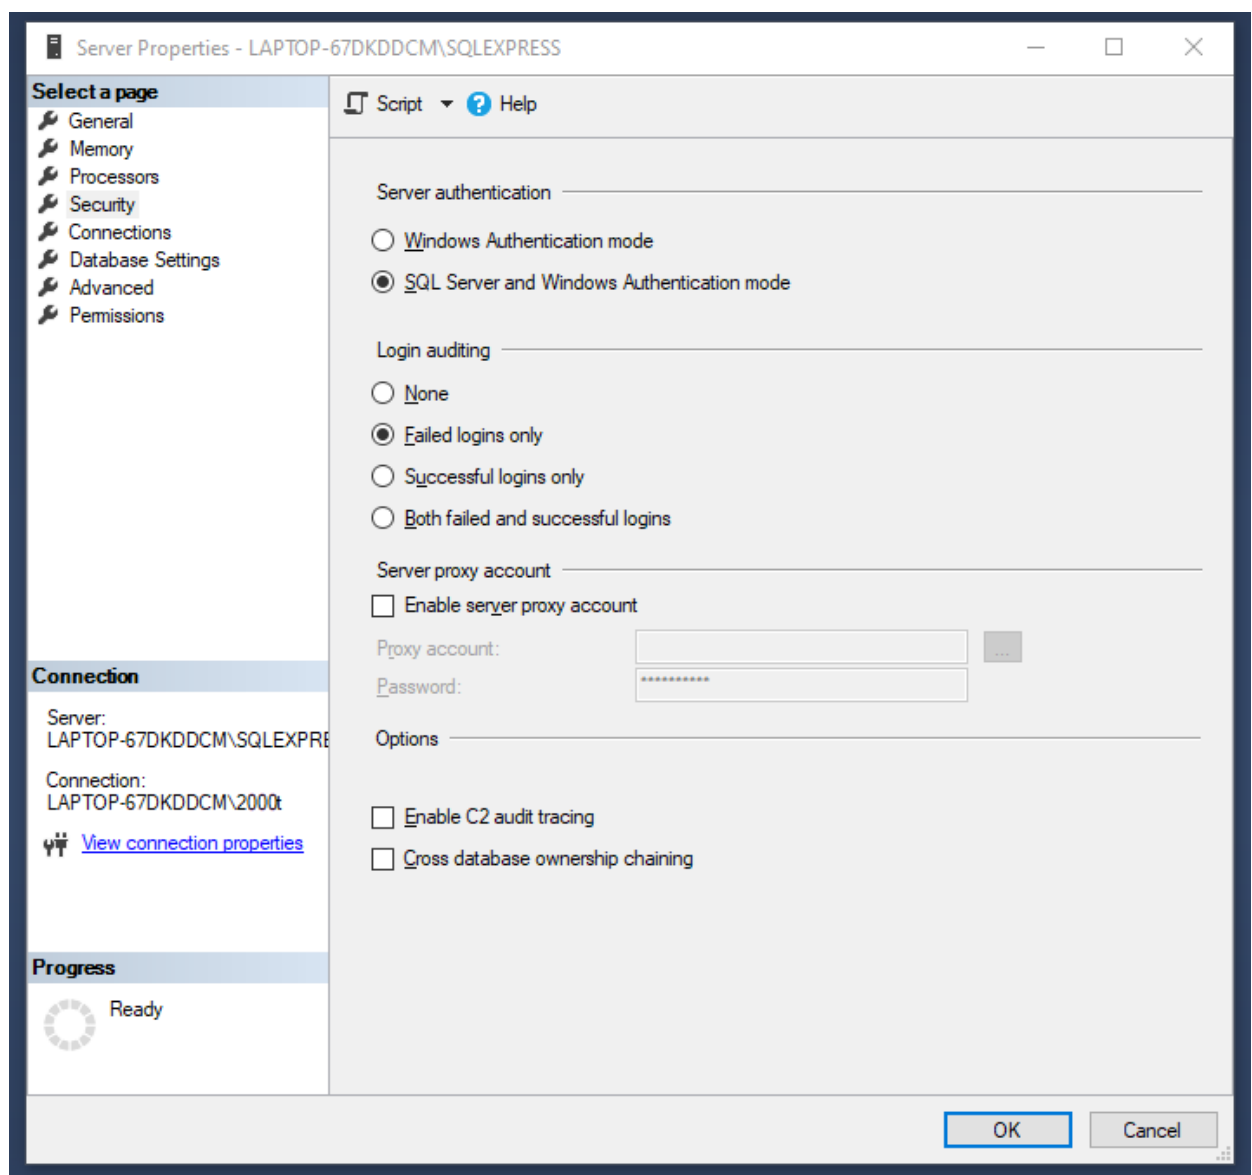 Server Properties - LAPTOP-67DKDDCM\SQLEXPRESS
Select a page
General
Memory
Processors
Security
Connections
Database Settings
Advanced
Permissions
Script
Help
Server authentication
Windows Authentication mode
SQL Server and Windows Authentication mode
Login auditing
None
Failed logins only
Successful logins only
Both failed and successful logins
Server proxy account
Enable server proxy account
Proxy account:
...
Password:
**********
Options
Enable C2 audit tracing
Cross database ownership chaining
Connection
Server:
LAPTOP-67DKDDCM\SQLEXPRE
Connection:
LAPTOP-67DKDDCM\2000t
View connection properties
Progress
Ready
OK
Cancel